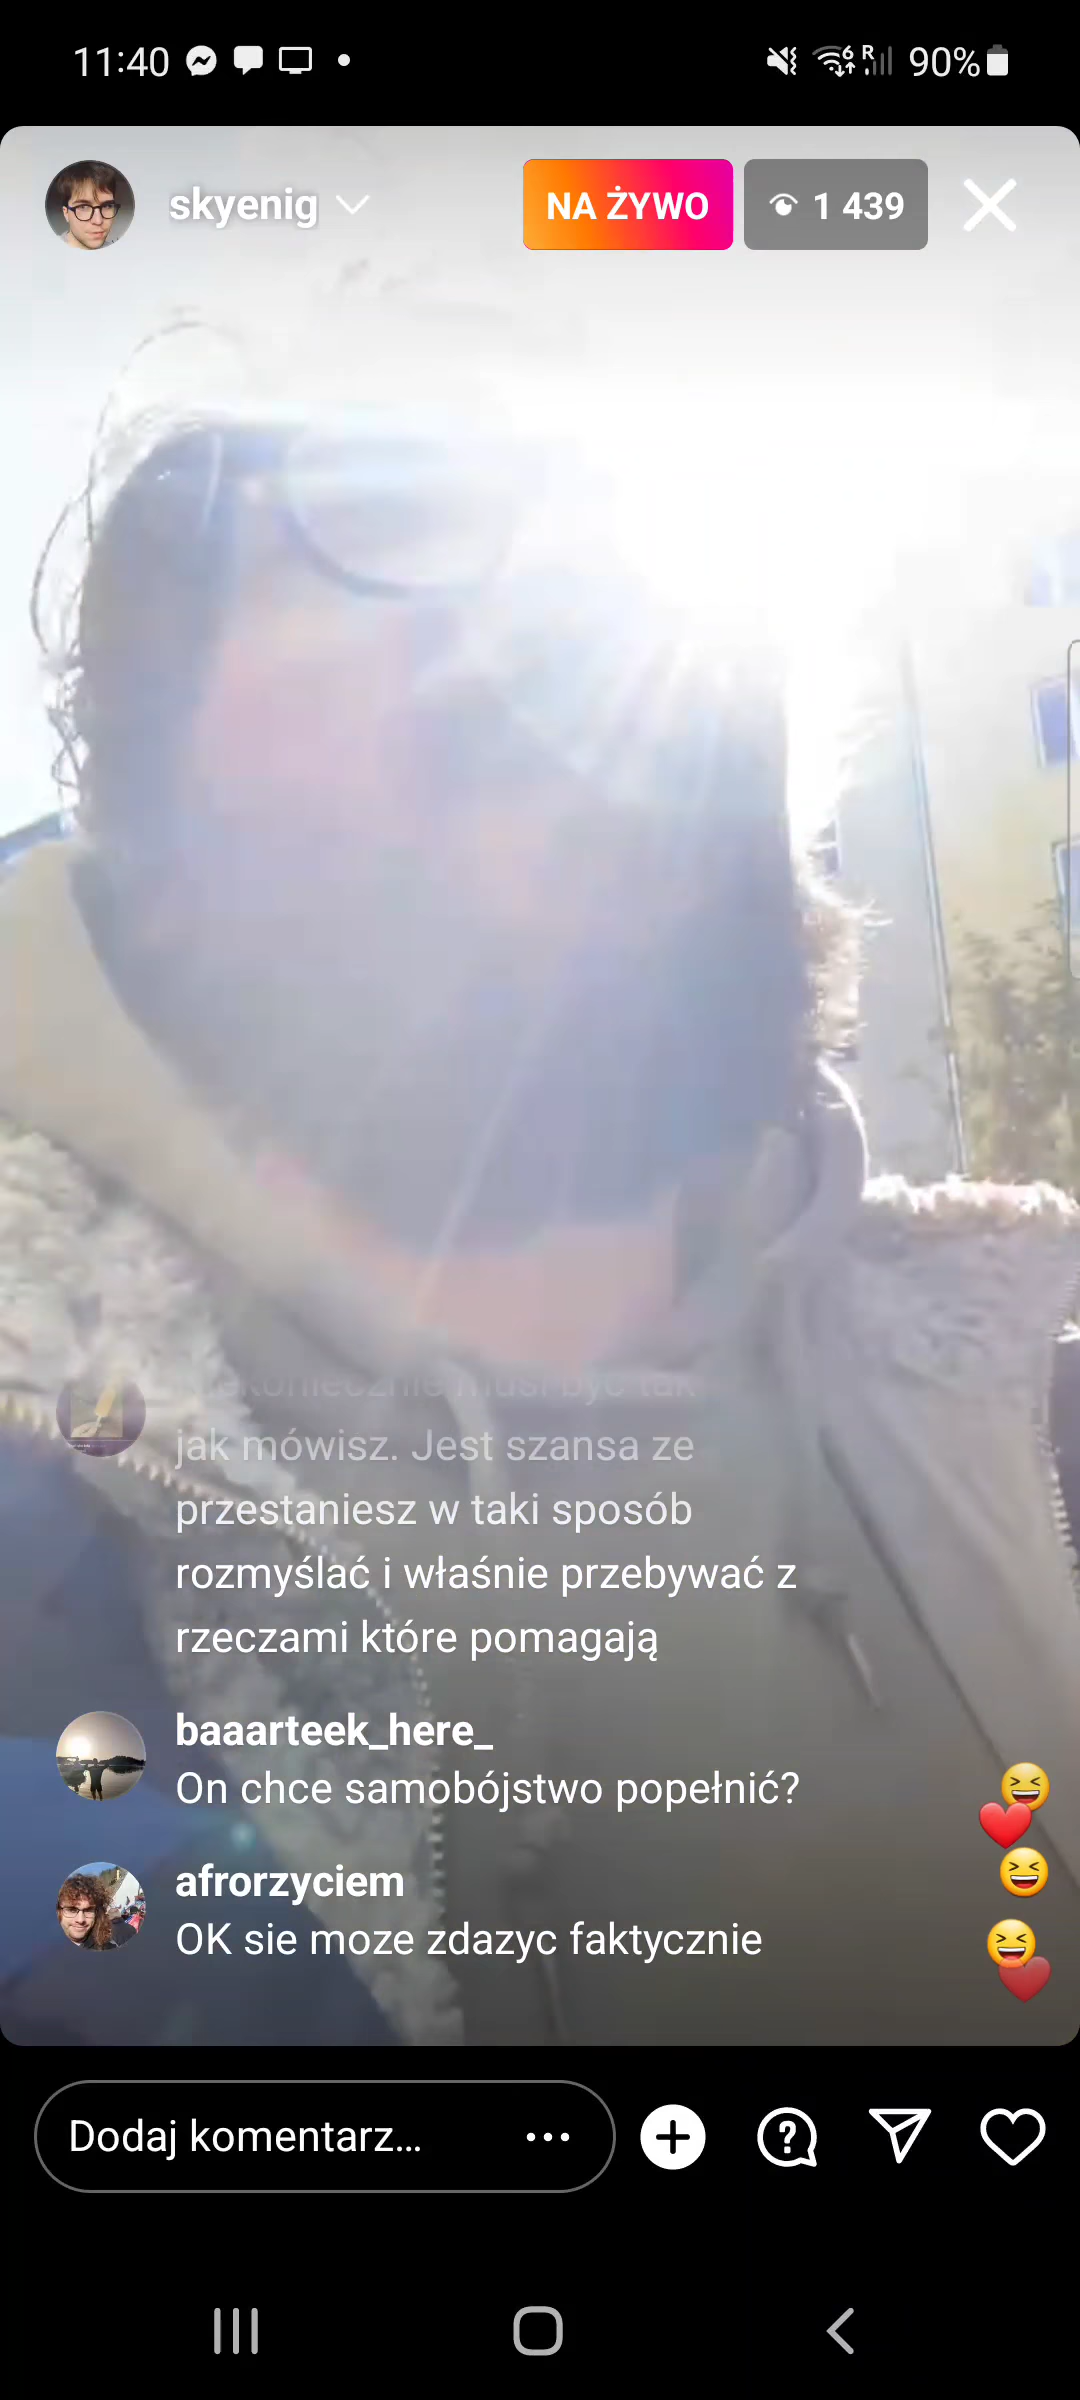 11:40
R
6
90%
skyenig
NA ŻYWO
1 439
jak mówisz. Jest szansa ze
przestaniesz w taki sposób
rozmyślać i właśnie przebywać z
rzeczami które pomagają
baaarteek_here_
On chce samobójstwo popełnić?
afrorzyciem
OK sie moze zdazyc faktycznie
Dodaj komentarz...